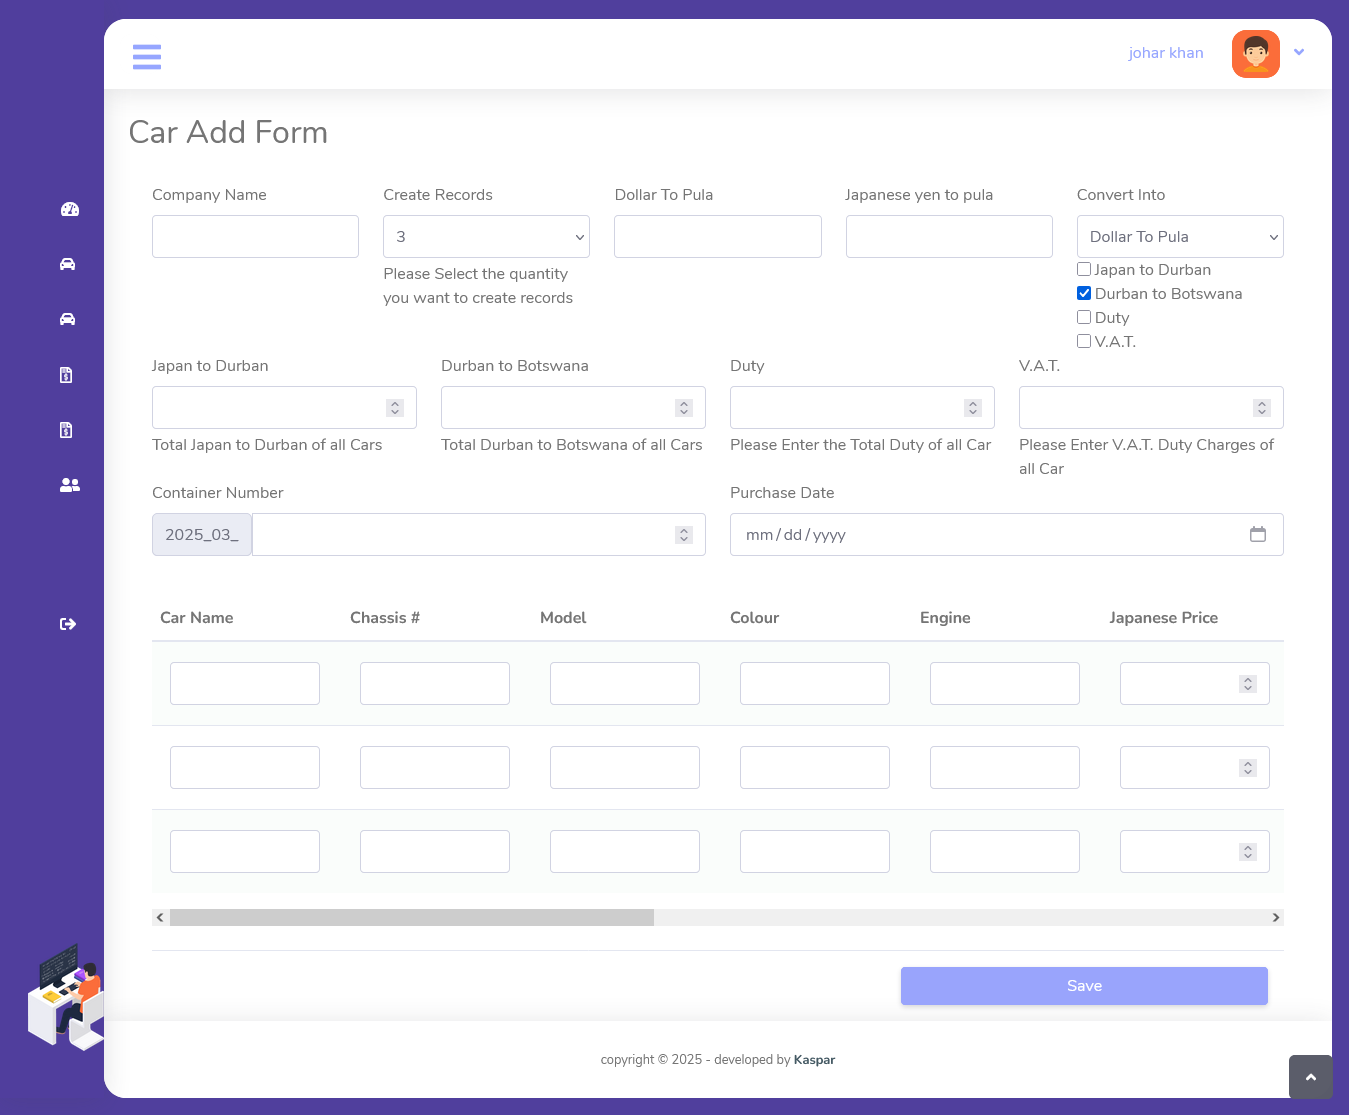 johar khan
Car Add Form
Company Name
Create Records
Dollar To Pula
Japanese yen to pula
Convert Into
3
Dollar To Pula
Please Select the quantity
you want to create records
Japan to Durban
Durban to Botswana
Duty
V.A.T.
Japan to Durban
Durban to Botswana
Duty
V.A.T.
Total Japan to Durban of all Cars
Total Durban to Botswana of all Cars
Please Enter the Total Duty of all Car
Please Enter V.A.T. Duty Charges of
all Car
Container Number
Purchase Date
2025_03_
mm/dd/yyyy
Car Name
Chassis #
Model
Colour
Engine
Japanese Price
Save
copyright © 2025 - developed by Kaspar